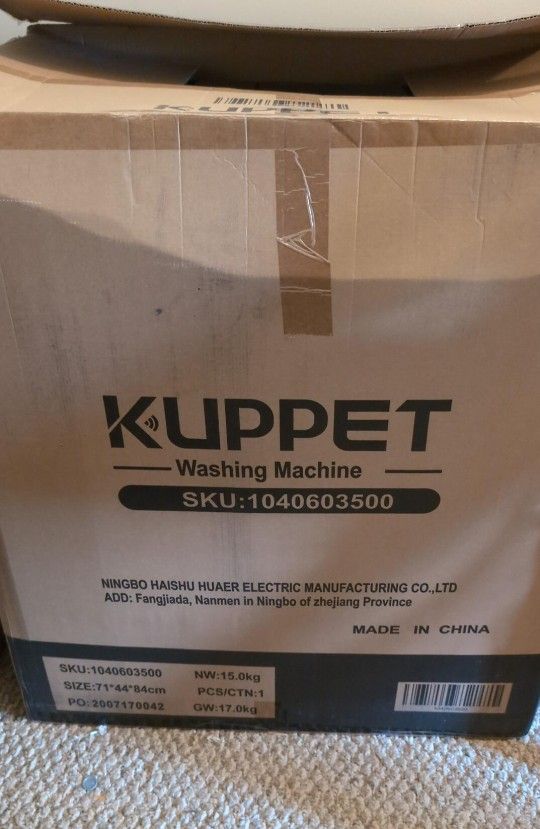 KUPPET
KUPPET
Washing Machine
SKU:1040603500
NINGBO HAISHU HUAER ELECTRIC MANUFACTURING CO.,LTD
ADD: Fangjiada, Nanmen in Ningbo of zhejiang Province
MADE IN CHINA
SKU:1040603500 NW:15.0kg
SIZE:71*44*84cm PCS/CTN:1
PO:2007170042 GW:17.0kg